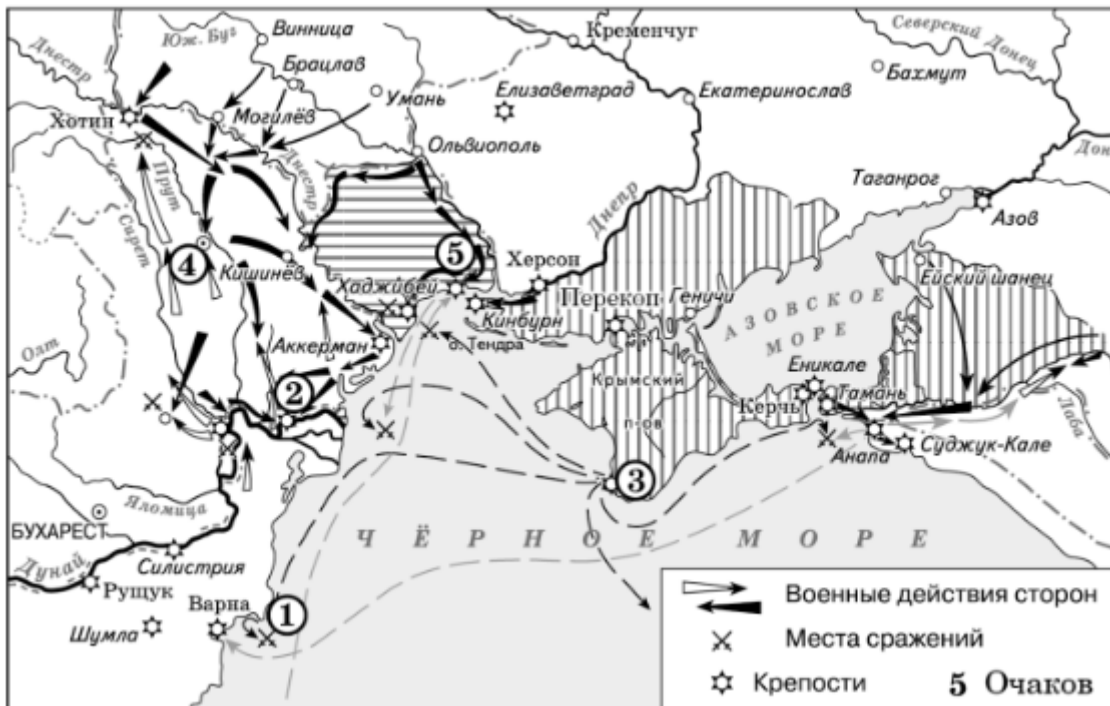 Винница
Юж. Буг
Кременчуг
Северский Донец
Днестр
Брацлав
Бахмут
Умань
Елизаветград
Екатеринослав
Хотин
Могилёв
Ольвиополь
Дон
Днестр
Таганрог
Прут
Днепр
Азов
Сирет
5
Херсон
4
Кишинёв
Хаджибей
Перекоп
Геничи
Ейский шанец
Кинбурн
АЗОВСКОЕ
МОРЕ
Олт
Аккерман
о. Тендра
Еникале
Крымский
Тамань
2
Керчь
Лаба
п-ов
Анапа
Суджук-Кале
3
Яломица
БУХАРЕСТ
ЧЁРНОЕ МОРЕ
Силистрия
Дунай
Рущук
Варна
1
Шумла
Военные действия сторон
Места сражений
Крепости
5 Очаков